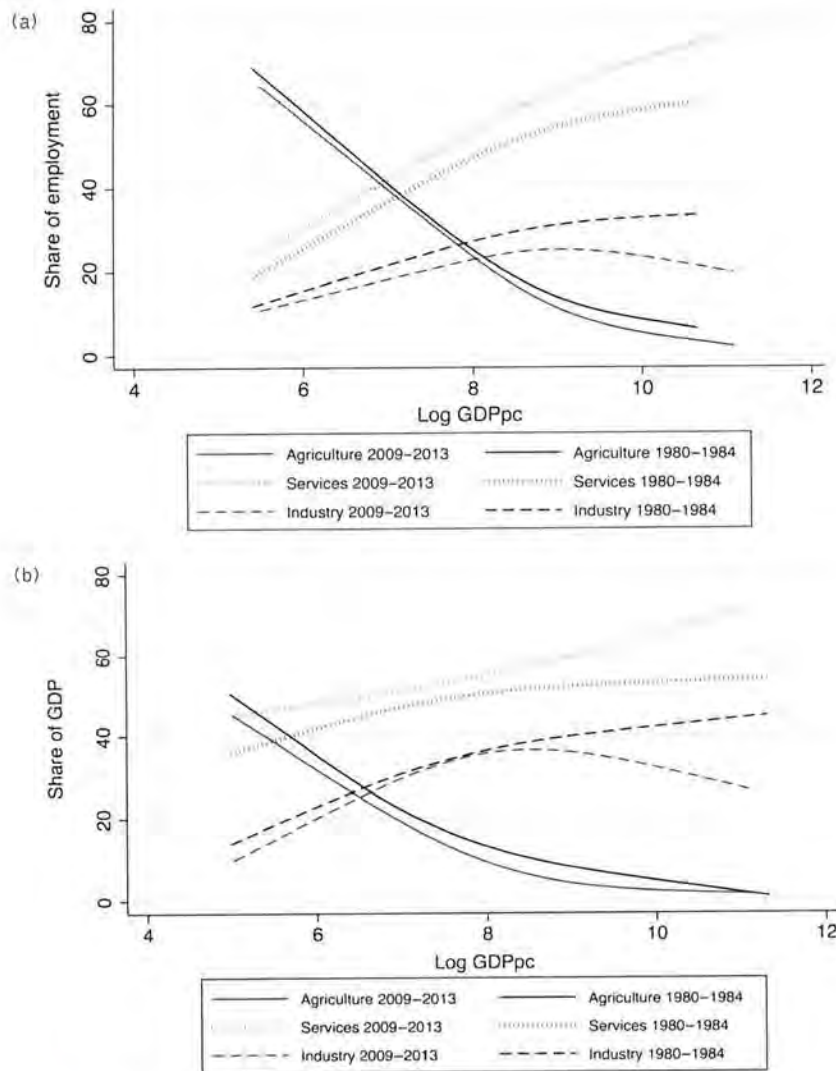 (a)
80
60
40
20
0
Share of employment
4 6 8 10 12
Log GDPpc
Agriculture 2009–2013 Agriculture 1980–1984
Services 2009–2013 Services 1980–1984
Industry 2009–2013 Industry 1980–1984
(b)
80
60
40
20
0
Share of GDP
4 6 8 10 12
Log GDPpc
Agriculture 2009–2013 Agriculture 1980–1984
Services 2009–2013 Services 1980–1984
Industry 2009–2013 Industry 1980–1984